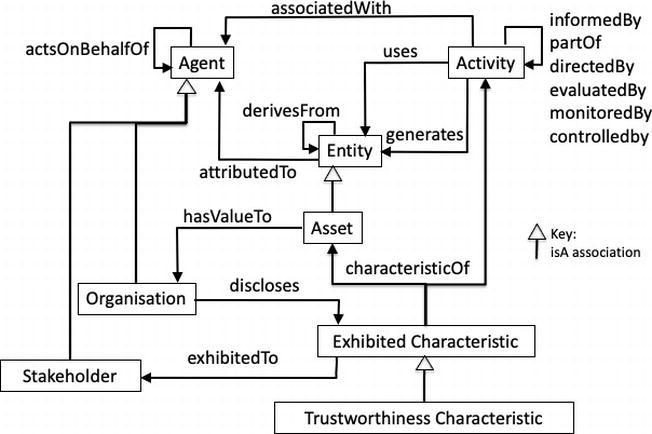 associatedWith
actsOnBehalfOf
Agent
uses
Activity
informedBy
partOf
directedBy
evaluatedBy
monitoredBy
controlledby
derivesFrom
generates
Entity
attributedTo
hasValueTo
Asset
Key:
isA association
characteristicOf
Organisation
discloses
Exhibited Characteristic
exhibitedTo
Stakeholder
Trustworthiness Characteristic